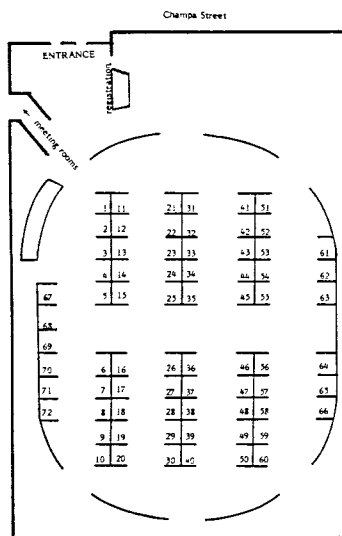 Champa Street
ENTRANCE
registration
meeting rooms
1 11 21 31 41 51
2 12 22 32 42 52
3 13 23 33 43 53 61
4 14 24 34 44 54 62
67 5 15 25 35 45 55 63
68
69
70 6 16 26 36 46 56 64
71 7 17 27 37 47 57 65
72 8 18 28 38 48 58 66
9 19 29 39 49 59
10 20 30 40 50 60